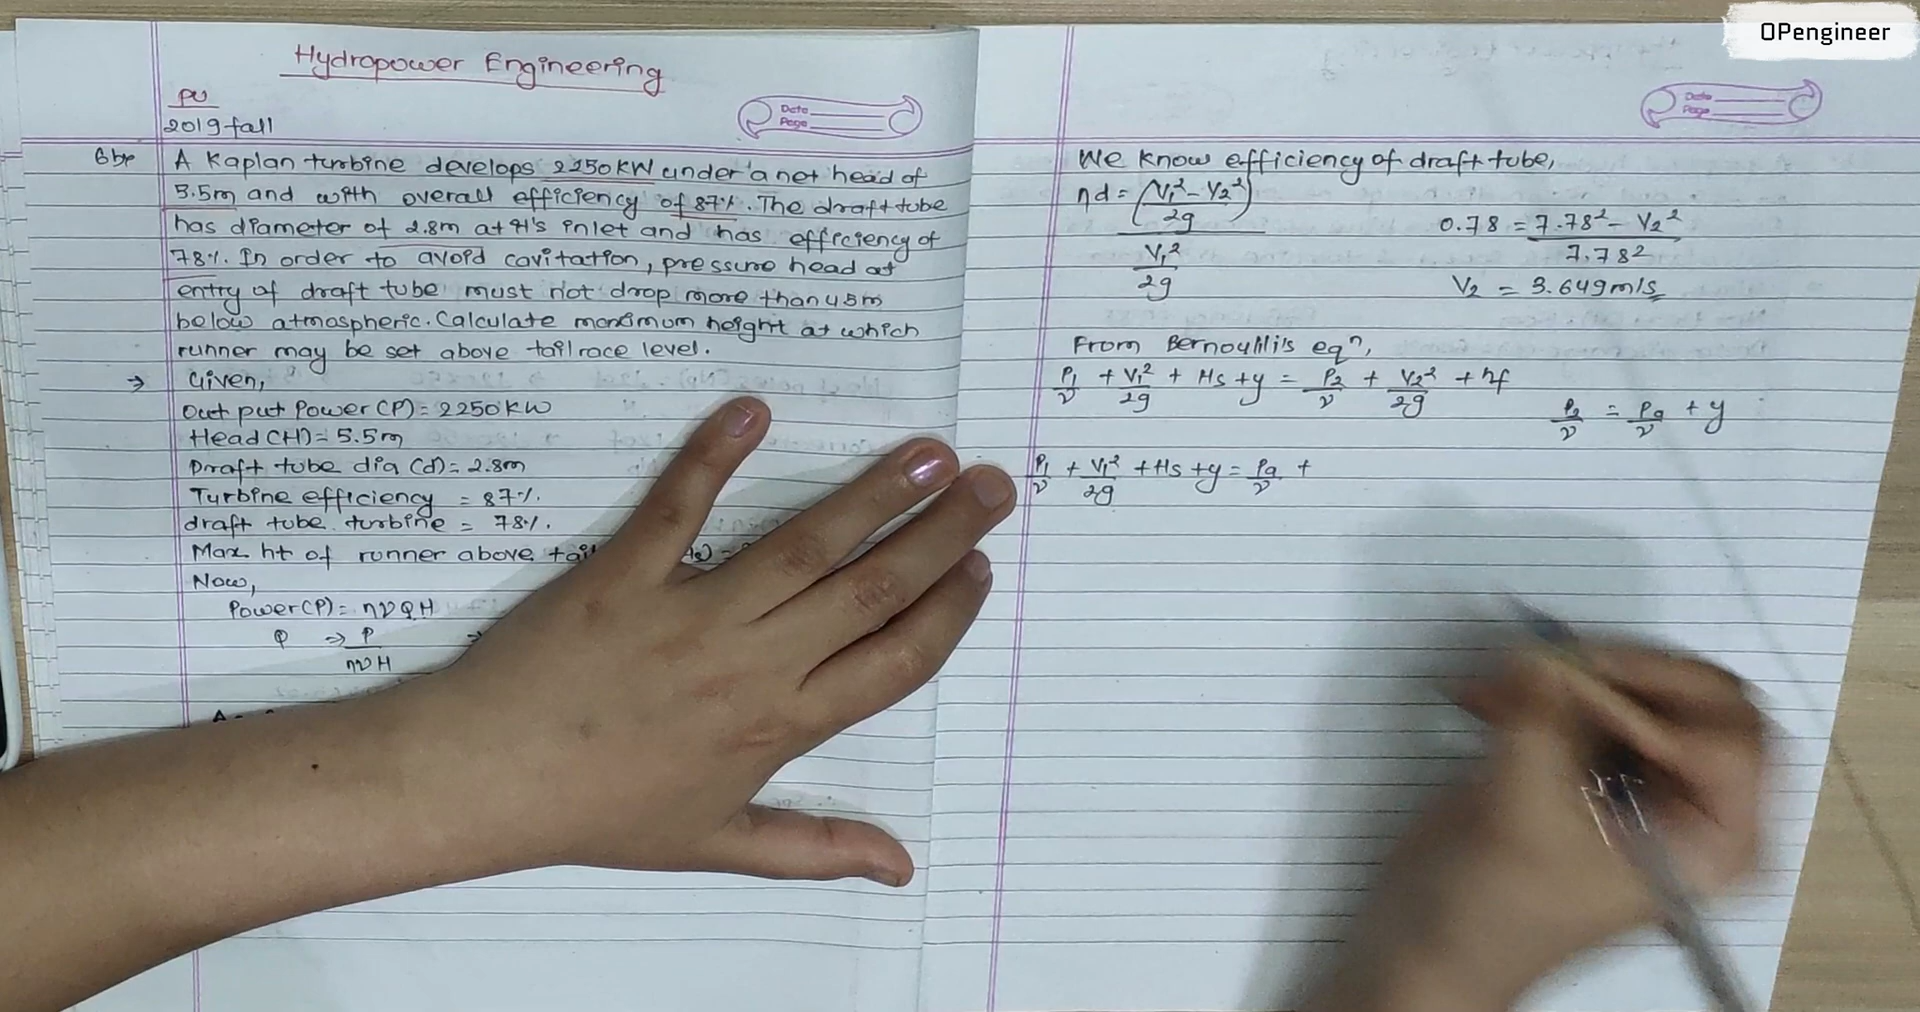 OPengineer
Hydropower Engineering
PU
2019 fall
Date
Page
6b) A Kaplan turbine develops 2250KW under a net head of
5.5m and with overall efficiency of 87%. The draft tube
has diameter of 2.8m at it's inlet and has efficiency of
78%. In order to avoid cavitation, pressure head at
entry of draft tube must not drop more than 4.5m
below atmospheric. Calculate maximum height at which
runner may be set above tailrace level.
→ Given,
Out put Power (P) = 2250 KW
Head (H) = 5.5m
Draft tube dia (d) = 2.8m
Turbine efficiency = 87%.
draft tube turbine = 78%.
Max ht of runner above
Now,
Power (P) = ηγQH
Q ⇒ P
ηγH
Date
Page
We know efficiency of draft tube,
ηd = (V₁² - V₂²)
2g
V₁²
2g
0.78 = 7.78² - V₂²
7.78²
V₂ = 3.649 m/s
From Bernoulli's eqⁿ,
P₁/γ + V₁²/2g + Hs + y = P₂/γ + V₂²/2g + hf
P₂/γ = Pa/γ + y
P₁/γ + V₁²/2g + Hs + y = Pa/γ +